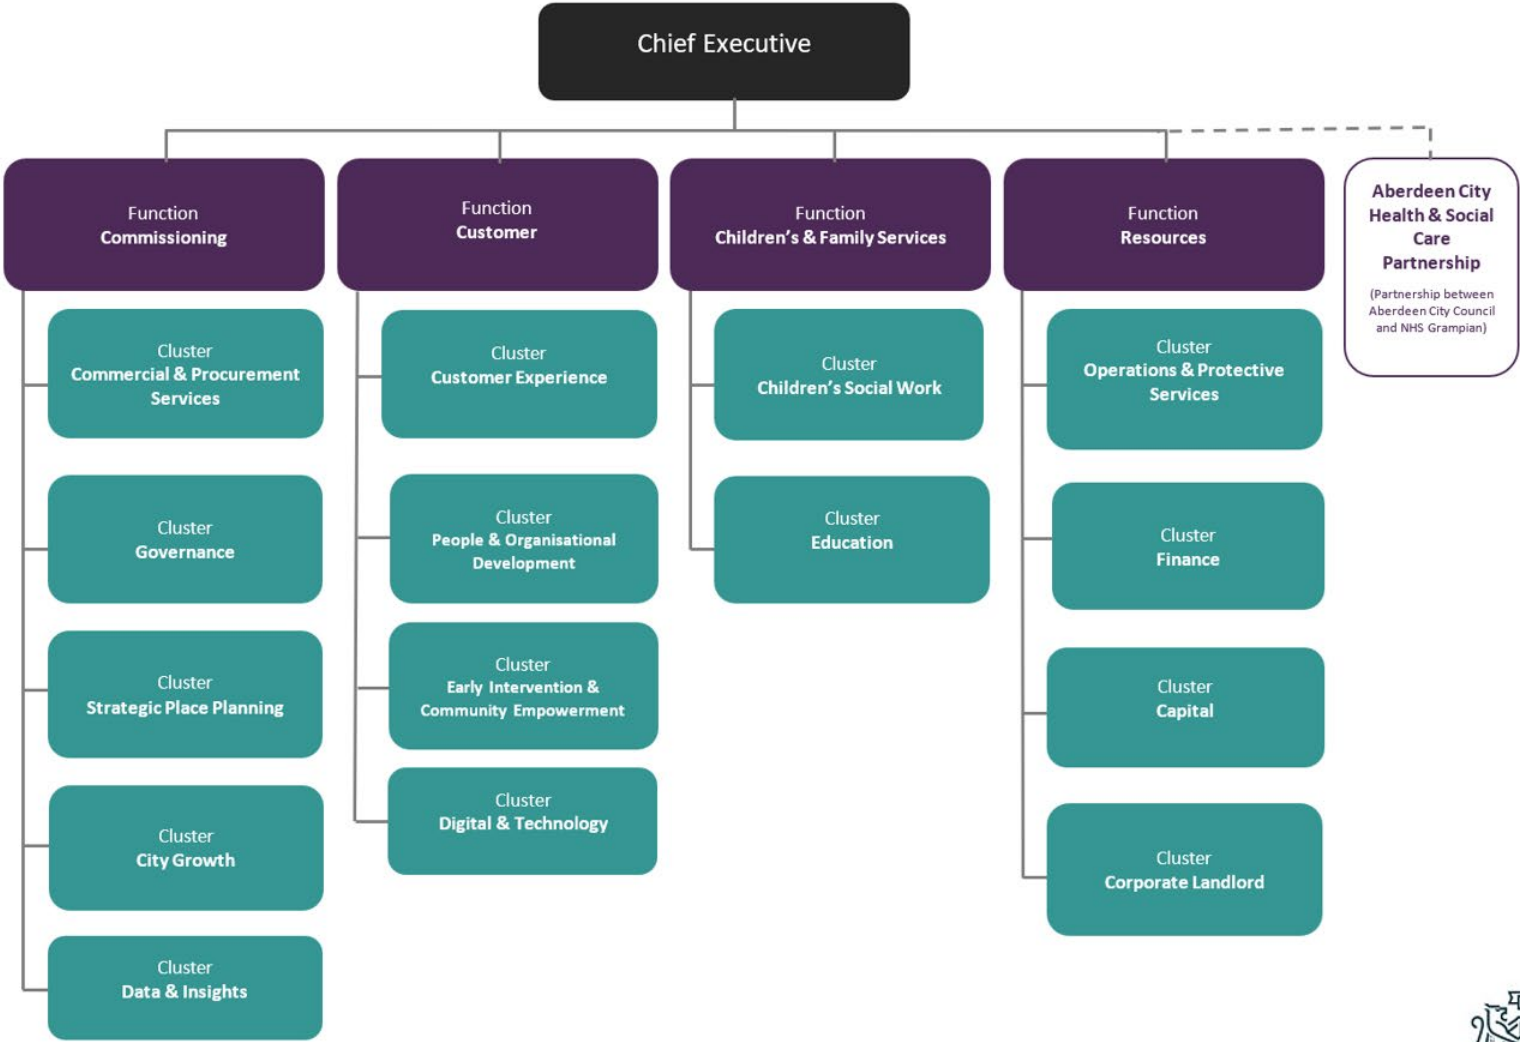 Chief Executive
Function
Commissioning
Cluster
Commercial & Procurement
Services
Cluster
Governance
Cluster
Strategic Place Planning
Cluster
City Growth
Cluster
Data & Insights
Function
Customer
Cluster
Customer Experience
Cluster
People & Organisational
Development
Cluster
Early Intervention &
Community Empowerment
Cluster
Digital & Technology
Function
Children’s & Family Services
Cluster
Children’s Social Work
Cluster
Education
Function
Resources
Cluster
Operations & Protective
Services
Cluster
Finance
Cluster
Capital
Cluster
Corporate Landlord
Aberdeen City
Health & Social
Care
Partnership
(Partnership between
Aberdeen City Council
and NHS Grampian)